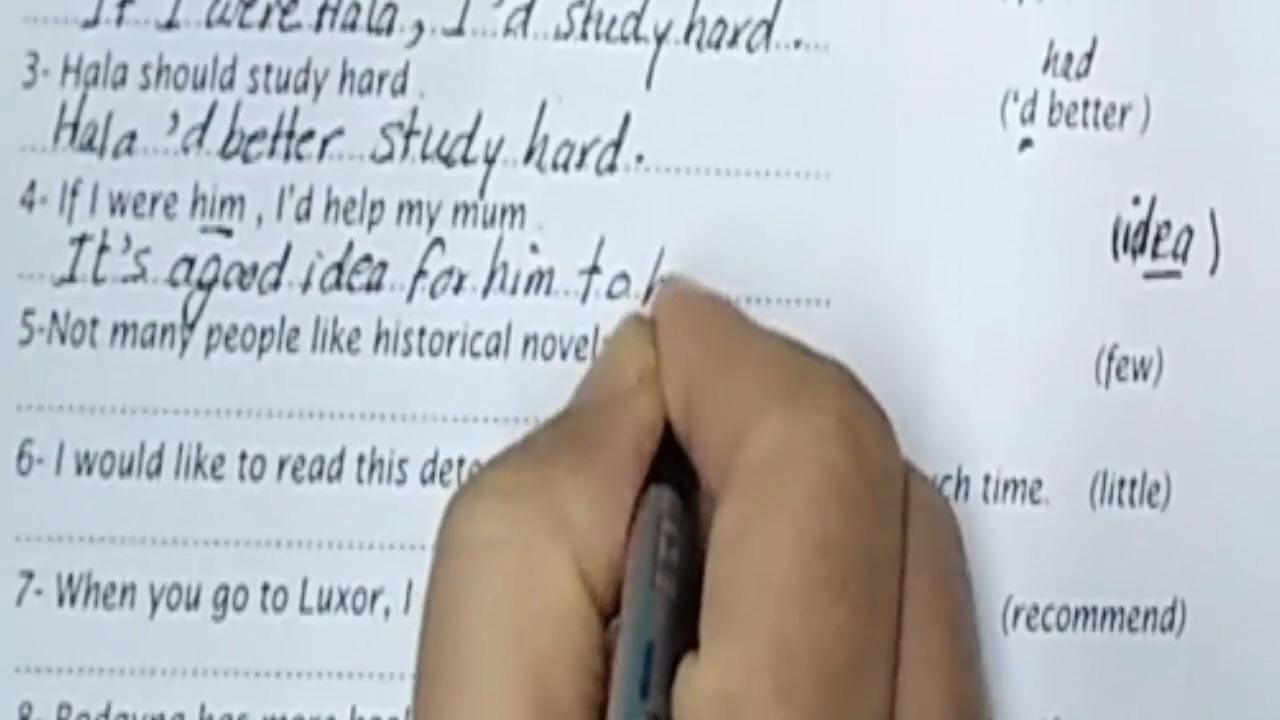 If I were Hala, I'd study hard.
3- Hala should study hard.
had
('d better)
Hala 'd better study hard.
4- If I were him, I'd help my mum.
(idea)
It's a good idea for him to
5-Not many people like historical
(few)
6- I would like to read this time. (little)
7- When you go to Luxor, I
(recommend)
8-